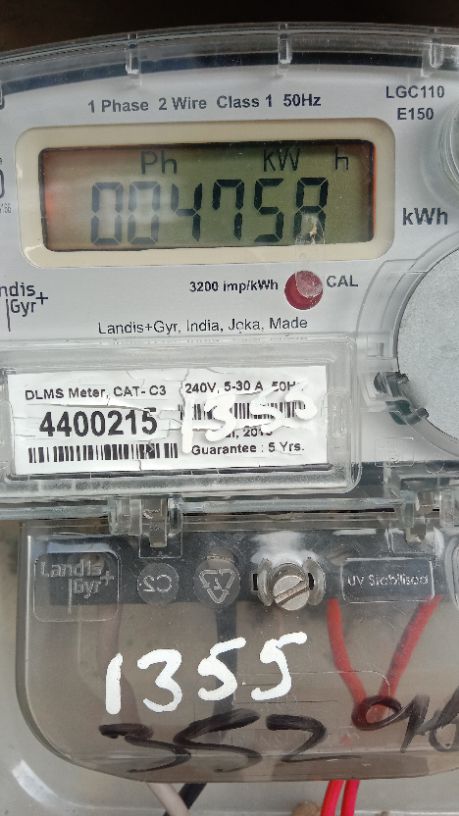 1 Phase 2 Wire Class 1 50Hz
LGC110
E150
Ph kW h
004758
kWh
3200 imp/kWh
CAL
Landis+Gyr, India, Joka, Made
DLMS Meter, CAT- C3 240V, 5-30 A 50Hz
4400215
Guarantee : 5 Yrs.
Landis
Gyr+
C2
UV Stabilised
1355